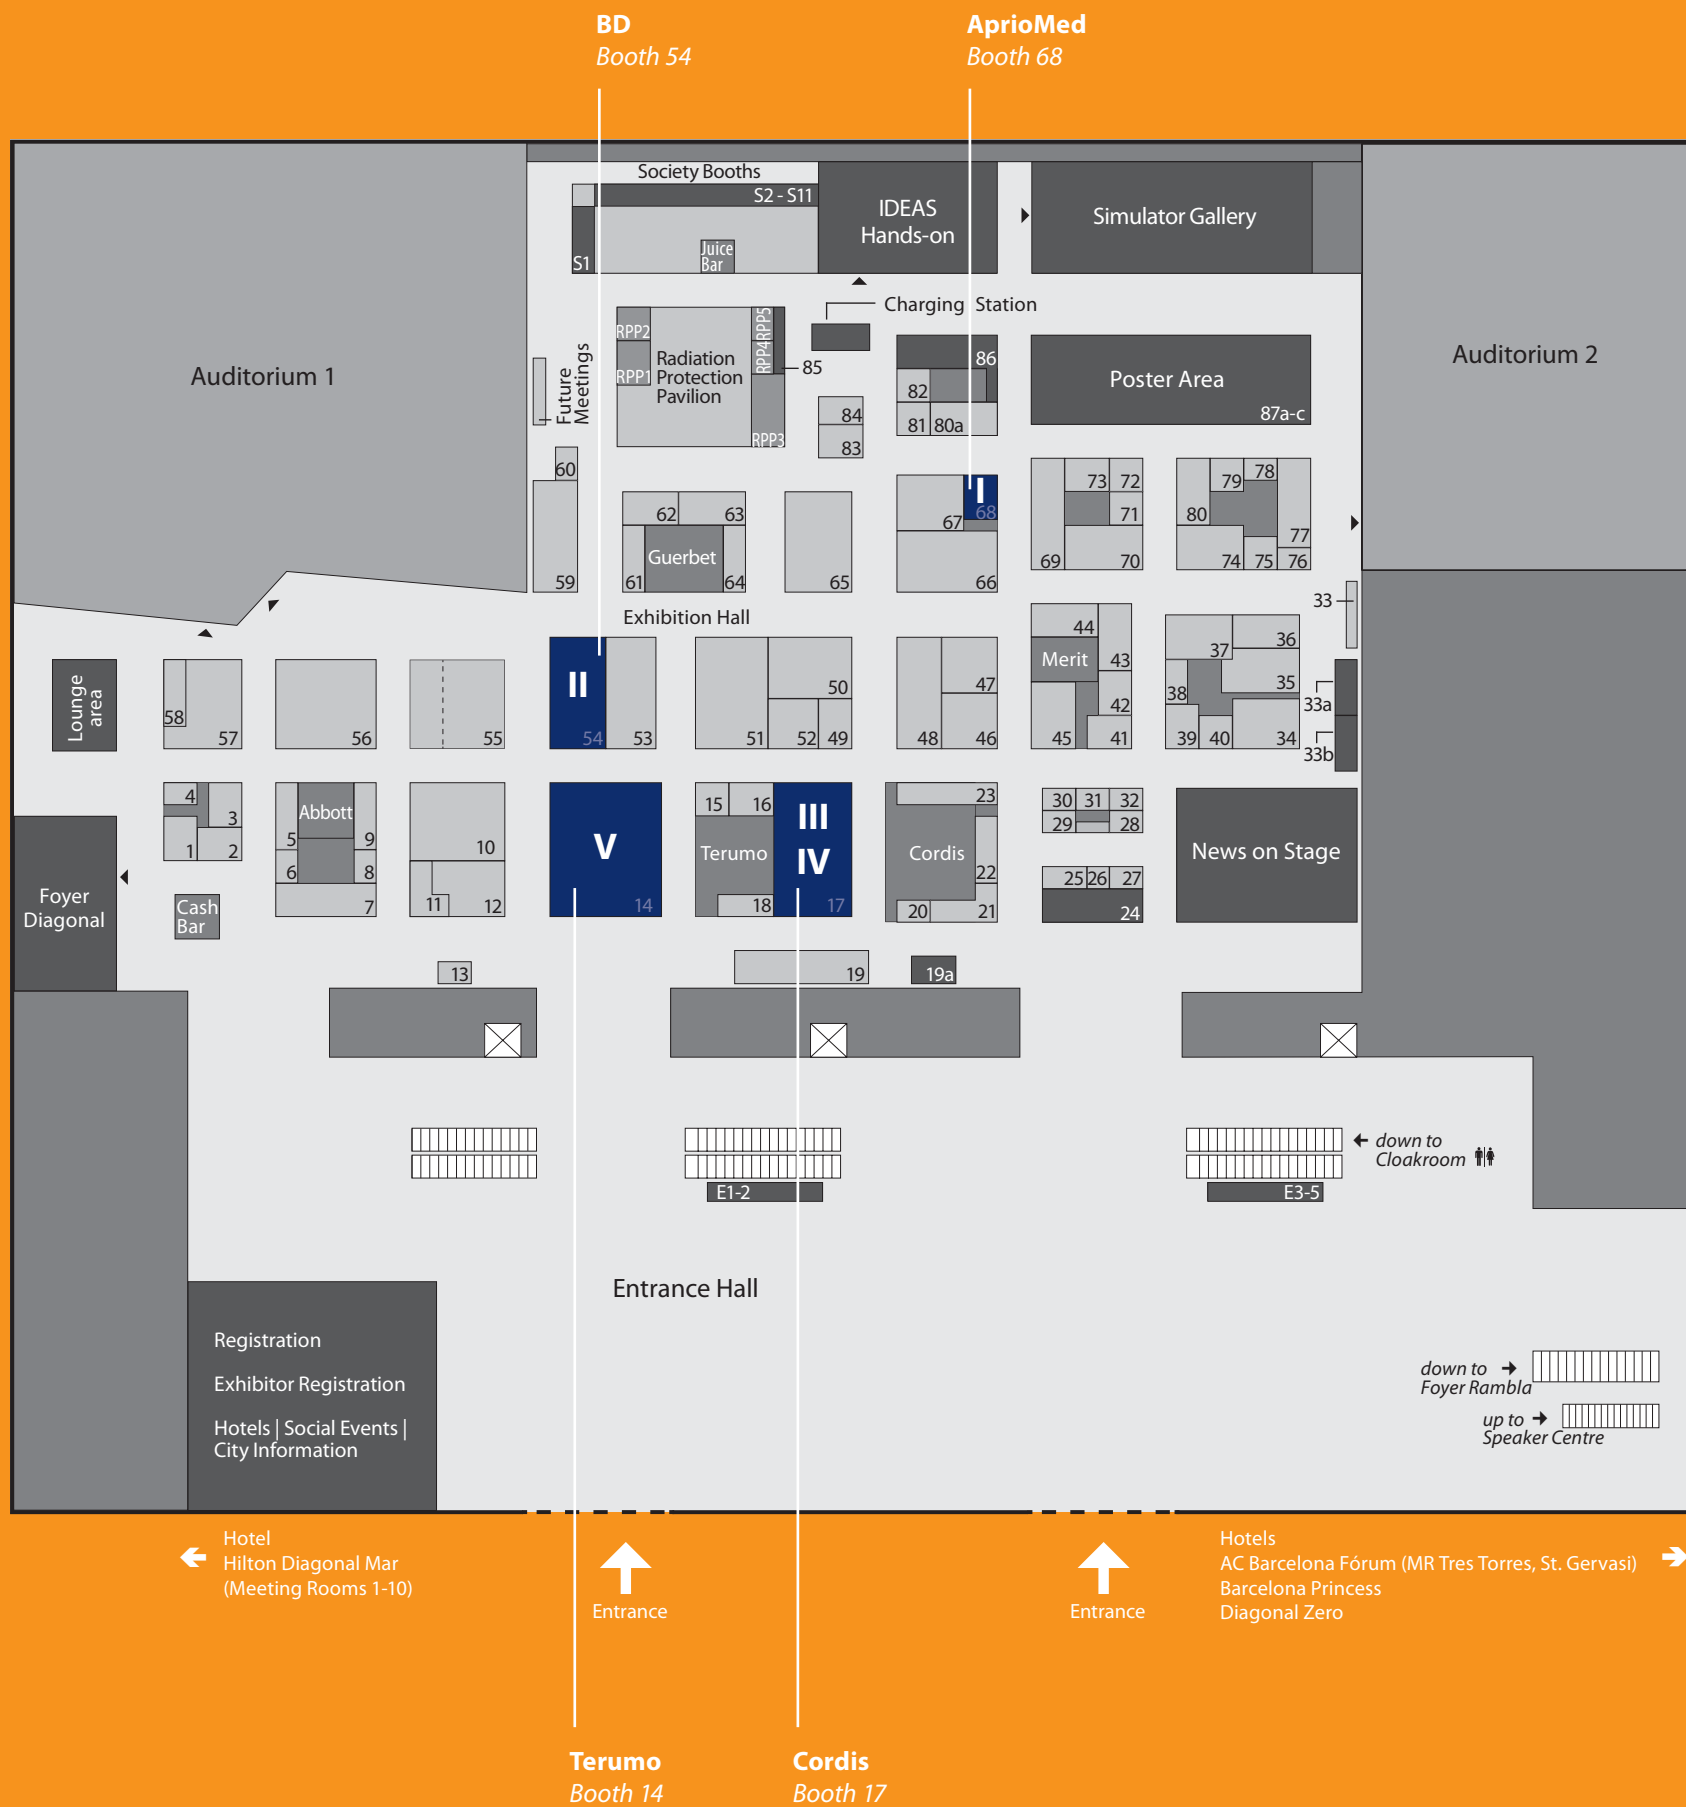 BD
Booth 54
AprioMed
Booth 68
Society Booths
S2 - S11
S1
Juice
Bar
IDEAS
Hands-on
Simulator Gallery
Auditorium 1
Auditorium 2
Charging Station
Future
Meetings
RPP2
RPP1
Radiation
Protection
Pavilion
RPP5
RPP4
RPP3
85
84
83
86
82
81
80a
Poster Area
87a-c
60
59
62
63
Guerbet
61
64
65
I
67
68
66
73
72
71
69
70
79
78
80
77
74
75
76
Exhibition Hall
33
Lounge
area
58
57
56
55
II
54
53
50
51
52
49
47
48
46
44
Merit
43
42
45
41
36
37
35
38
39
40
34
33a
33b
4
3
1
2
Abbott
5
9
6
8
7
10
11
12
V
14
15
16
Terumo
18
III
IV
17
23
Cordis
22
20
21
30
31
32
29
28
25
26
27
24
News on Stage
Foyer
Diagonal
Cash
Bar
13
19
19a
down to
Cloakroom
E1-2
E3-5
Entrance Hall
Registration
Exhibitor Registration
Hotels | Social Events |
City Information
down to
Foyer Rambla
up to
Speaker Centre
Hotel
Hilton Diagonal Mar
(Meeting Rooms 1-10)
Entrance
Entrance
Hotels
AC Barcelona Fórum (MR Tres Torres, St. Gervasi)
Barcelona Princess
Diagonal Zero
Terumo
Booth 14
Cordis
Booth 17